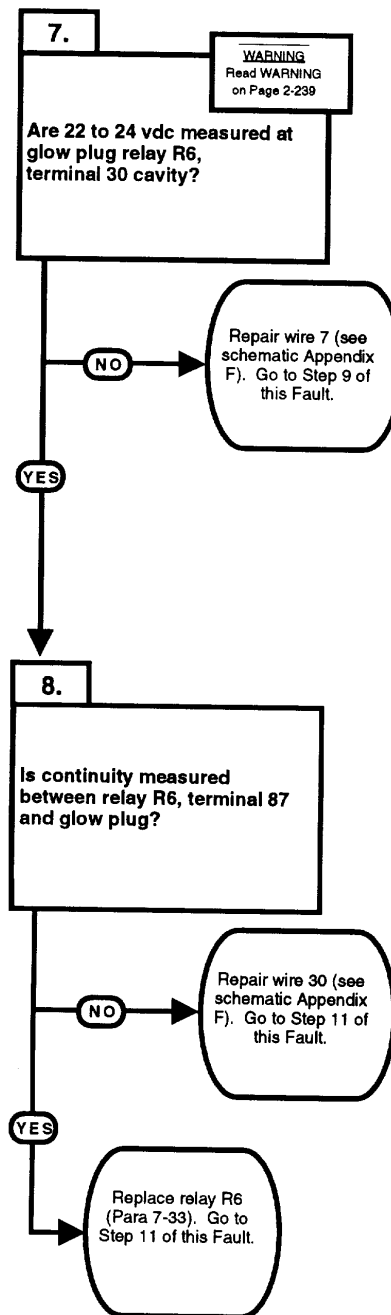 7.
WARNING
Read WARNING
on Page 2-239
Are 22 to 24 vdc measured at
glow plug relay R6,
terminal 30 cavity?
NO
Repair wire 7 (see
schematic Appendix
F). Go to Step 9 of
this Fault.
YES
8.
Is continuity measured
between relay R6, terminal 87
and glow plug?
NO
Repair wire 30 (see
schematic Appendix
F). Go to Step 11 of
this Fault.
YES
Replace relay R6
(Para 7-33). Go to
Step 11 of this Fault.